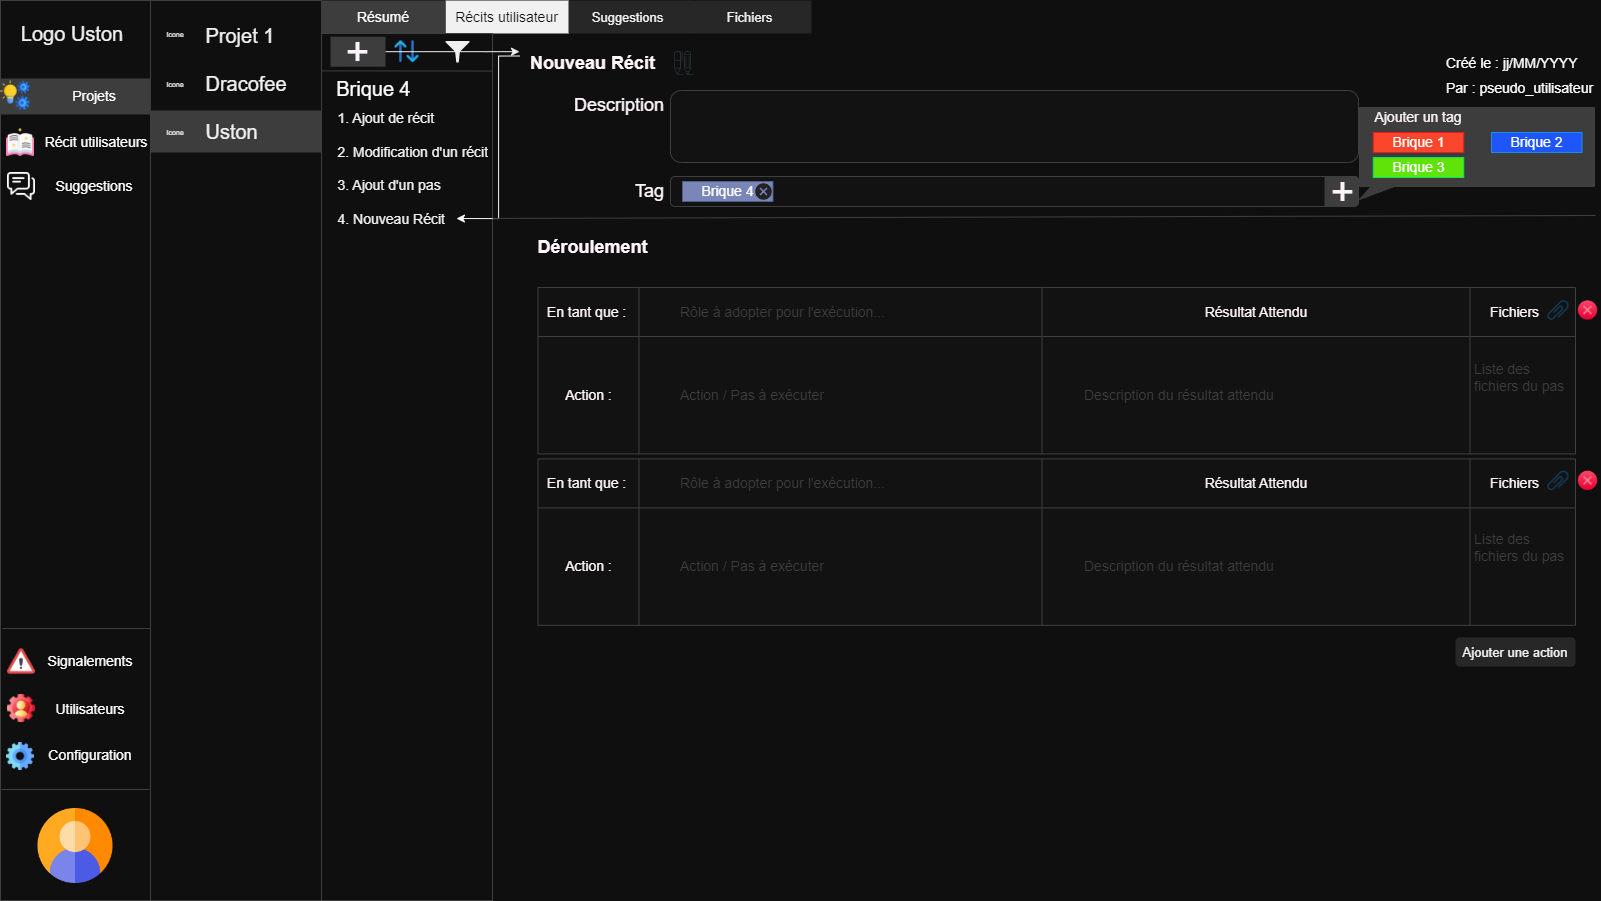 Logo Uston
Projets
Récit utilisateurs
Suggestions
Signalements
Utilisateurs
Configuration
Icone
Projet 1
Icone
Dracofee
Icone
Uston
Résumé
Récits utilisateur
Suggestions
Fichiers
Brique 4
1. Ajout de récit
2. Modification d'un récit
3. Ajout d'un pas
4. Nouveau Récit
Nouveau Récit
Créé le : jj/MM/YYYY
Par : pseudo_utilisateur
Description
Ajouter un tag
Brique 1
Brique 2
Brique 3
Tag
Brique 4
Déroulement
En tant que :
Rôle à adopter pour l'exécution...
Résultat Attendu
Fichiers
Action :
Action / Pas à exécuter
Description du résultat attendu
Liste des
fichiers du pas
En tant que :
Rôle à adopter pour l'exécution...
Résultat Attendu
Fichiers
Action :
Action / Pas à exécuter
Description du résultat attendu
Liste des
fichiers du pas
Ajouter une action